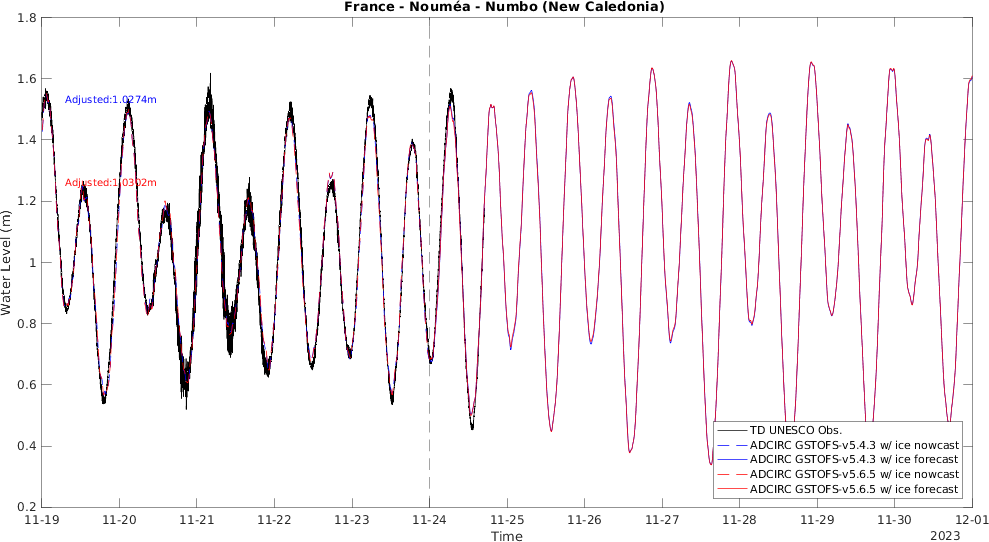 France - Nouméa - Numbo (New Caledonia)
1.8
1.6
1.4
1.2
1
0.8
0.6
0.4
0.2
Water Level (m)
Adjusted:1.0274m
Adjusted:1.0302m
TD UNESCO Obs.
ADCIRC GSTOFS-v5.4.3 w/ ice nowcast
ADCIRC GSTOFS-v5.4.3 w/ ice forecast
ADCIRC GSTOFS-v5.6.5 w/ ice nowcast
ADCIRC GSTOFS-v5.6.5 w/ ice forecast
11-19 11-20 11-21 11-22 11-23 11-24 11-25 11-26 11-27 11-28 11-29 11-30 12-01
Time
2023